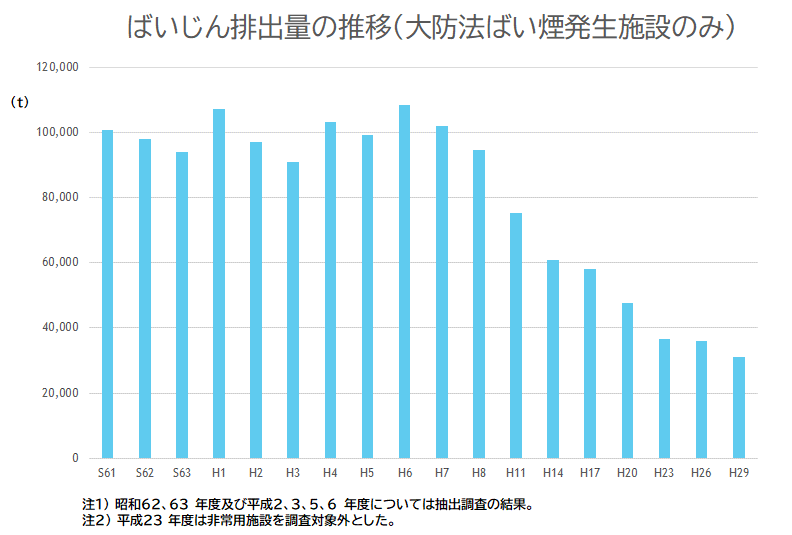 ばいじん排出量の推移(大防法ばい煙発生施設のみ)
(t)
120,000
100,000
80,000
60,000
40,000
20,000
0
S61 S62 S63 H1 H2 H3 H4 H5 H6 H7 H8 H11 H14 H17 H20 H23 H26 H29
注1) 昭和62、63 年度及び平成2、3、5、6 年度については抽出調査の結果。
注2) 平成23 年度は非常用施設を調査対象外とした。